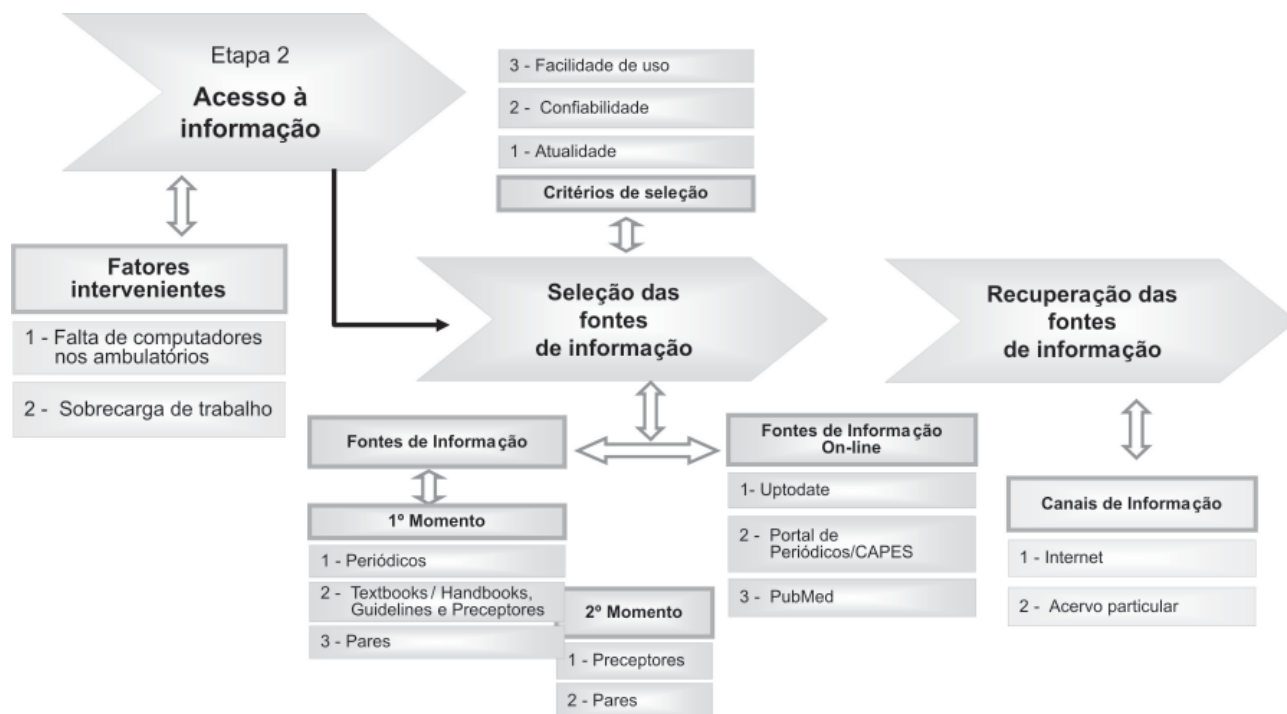 Etapa 2
Acesso à
informação
3 - Facilidade de uso
2 - Confiabilidade
1 - Atualidade
Critérios de seleção
Fatores
intervenientes
1 - Falta de computadores
nos ambulatórios
2 - Sobrecarga de trabalho
Seleção das
fontes
de informação
Recuperação das
fontes
de informação
Fontes de Informação
1º Momento
1 - Periódicos
2 - Textbooks / Handbooks,
Guidelines e Preceptores
3 - Pares
2º Momento
1 - Preceptores
2 - Pares
Fontes de Informação
On-line
1- Uptodate
2 - Portal de
Periódicos/CAPES
3 - PubMed
Canais de Informação
1 - Internet
2 - Acervo particular